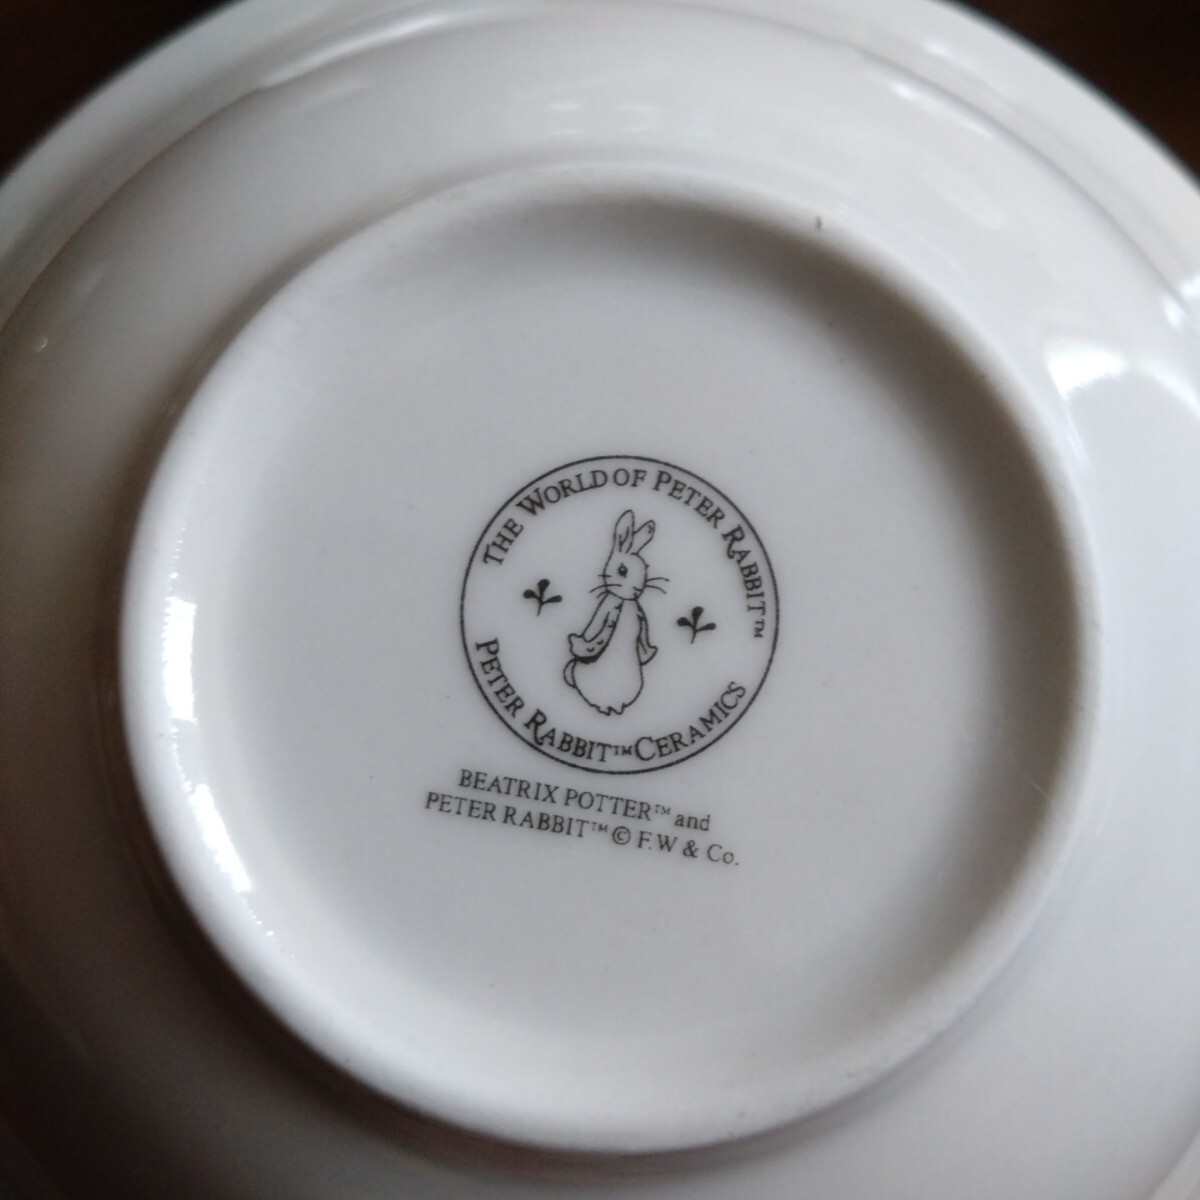 THE WORLD OF PETER RABBIT™
PETER RABBIT™ CERAMICS
BEATRIX POTTER™ and
PETER RABBIT™ © F.W & Co.